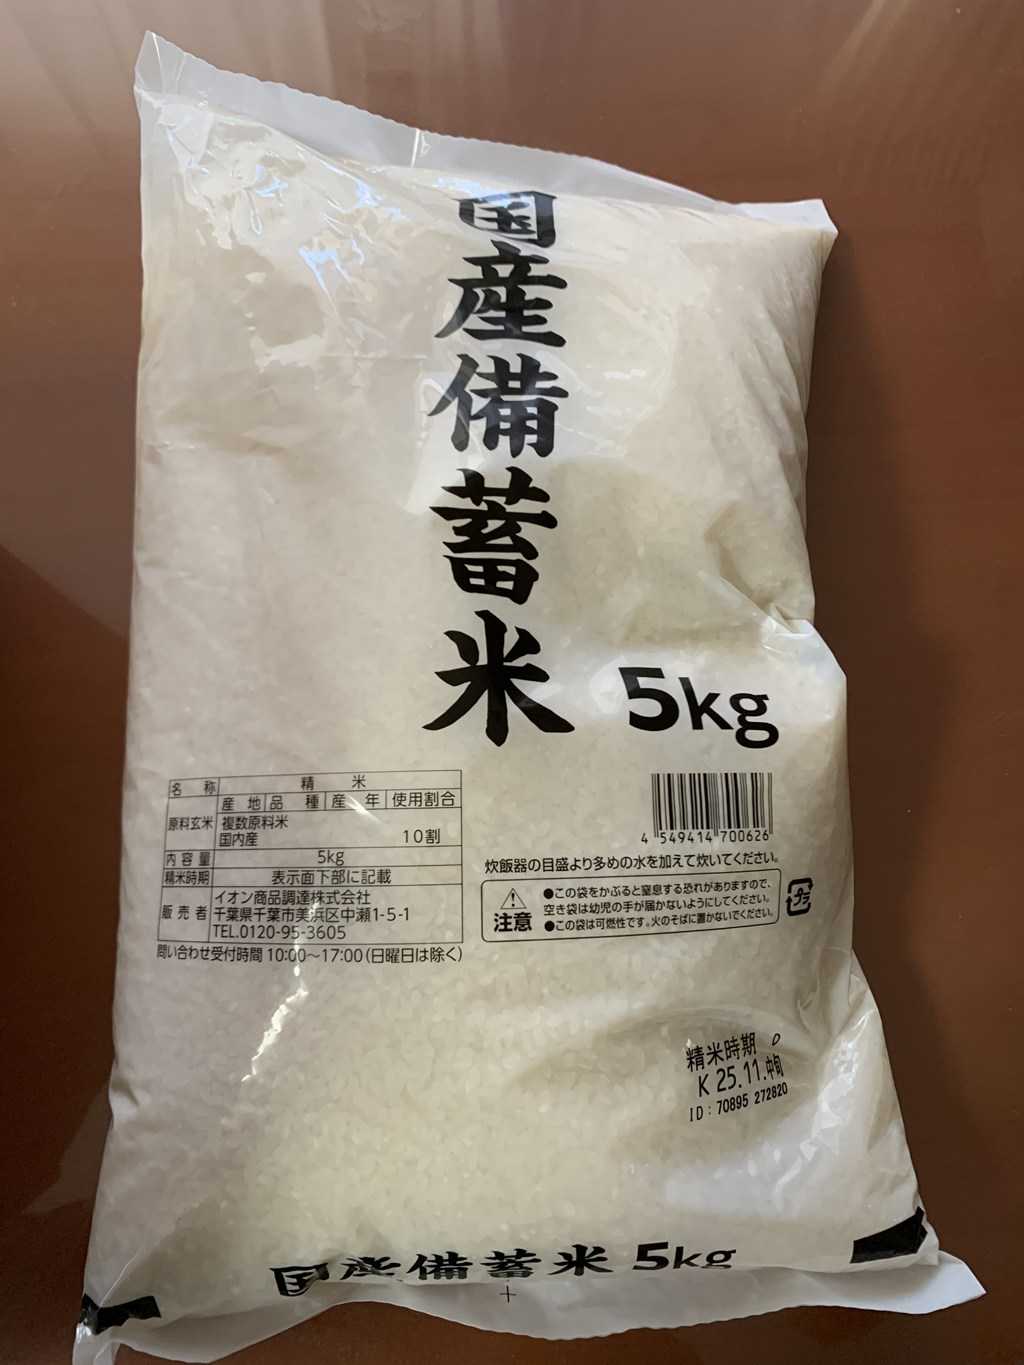 国産備蓄米
5kg
名 称 精 米
原料玄米 産 地 品 種 産 年 使用割合
複数原料米
国内産 10割
内容量 5kg
精米時期 表示面下部に記載
販売者 イオン商品調達株式会社
千葉県千葉市美浜区中瀬1-5-1
TEL.0120-95-3605
問い合わせ受付時間 10:00～17:00(日曜日は除く)
4 549414 700626
炊飯器の目盛より多めの水を加えて炊いてください。
注意
●この袋をかぶると窒息する恐れがありますので、
空き袋は幼児の手が届かないようにしてください。
●この袋は可燃性です。火のそばに置かないでください。
プラ
精米時期 D
K 25.11.中旬
ID：70895 272820
国産備蓄米 5kg